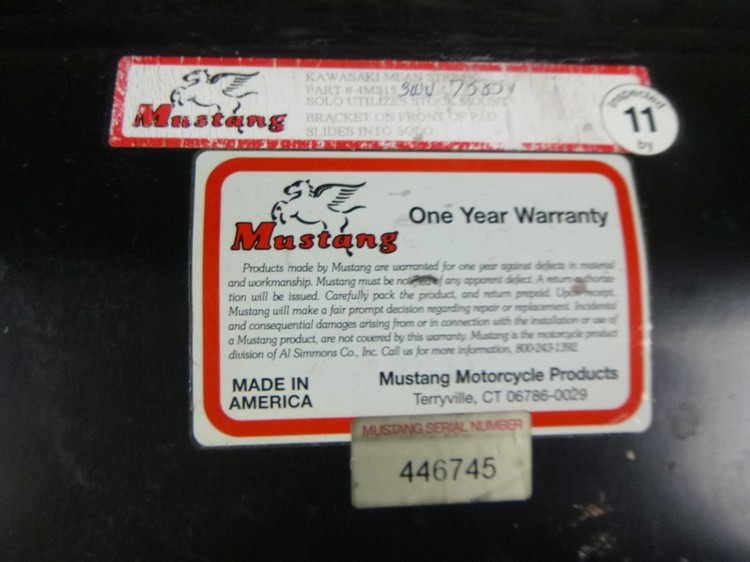 Mustang
KAWASAKI MEAN
PART # 4MS15
SOLO UTILIZES STOCK MOUNT
BRACKET ON FRONT OF PAD
SLIDES INTO SOLO
Inspected
11
by
Mustang
One Year Warranty
Products made by Mustang are warranted for one year against defects in material
and workmanship. Mustang must be notified of any apparent defect. A return authoriza-
tion will be issued. Carefully pack the product, and return prepaid. Upon receipt,
Mustang will make a fair prompt decision regarding repair or replacement. Incidental
and consequential damages arising from or in connection with the installation or use of
a Mustang product, are not covered by this warranty. Mustang is the motorcycle product
division of Al Simmons Co., Inc. Call us for more information, 800-243-1392.
MADE IN
AMERICA
Mustang Motorcycle Products
Terryville, CT 06786-0029
MUSTANG SERIAL NUMBER
446745